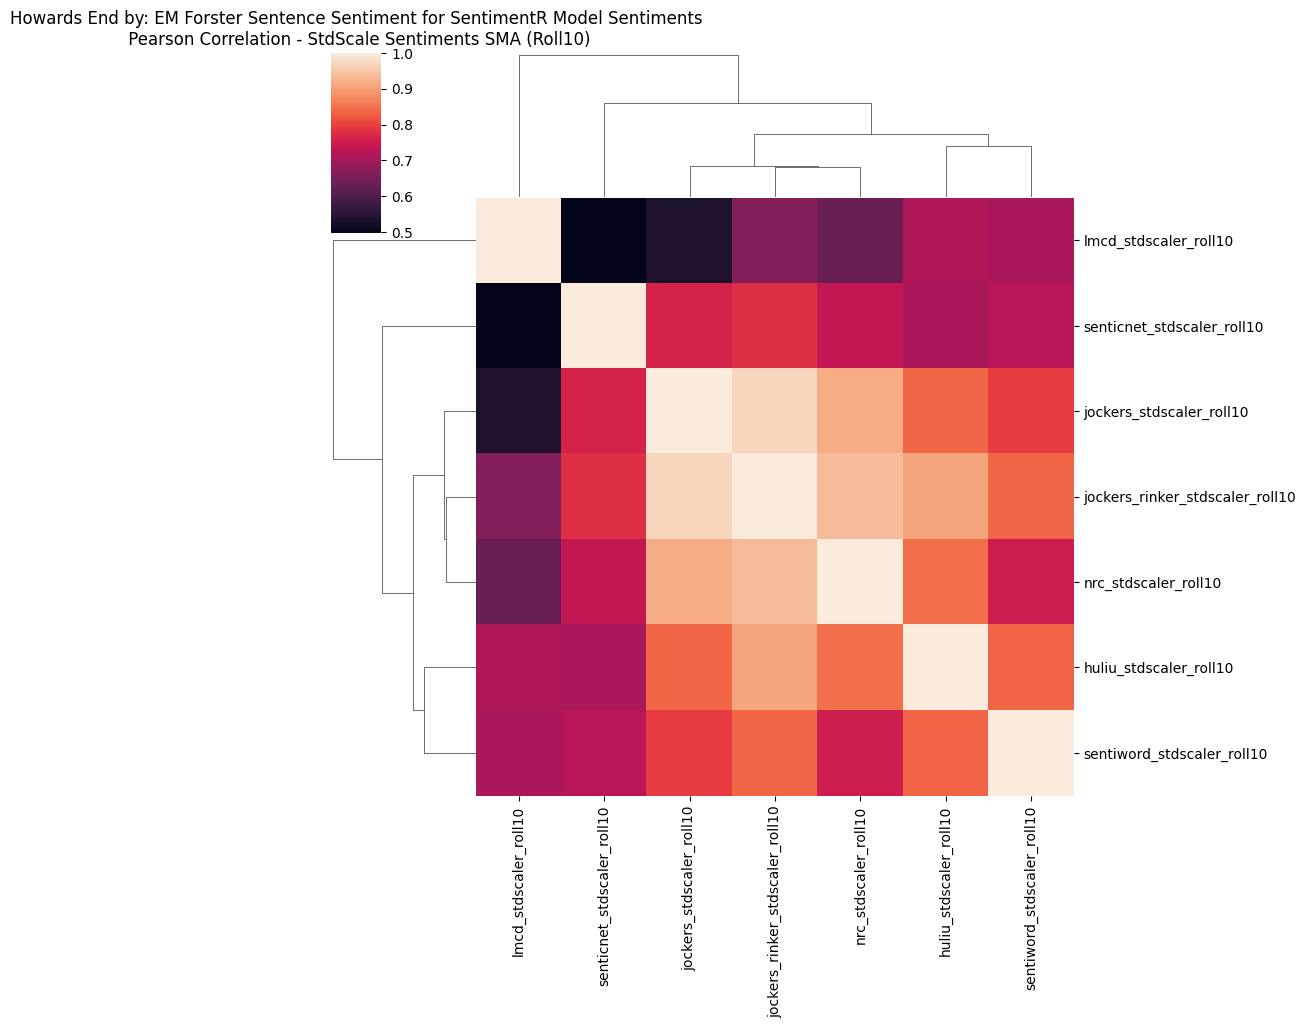 Howards End by: EM Forster Sentence Sentiment for SentimentR Model Sentiments
Pearson Correlation - StdScale Sentiments SMA (Roll10)
1.0
0.9
0.8
0.7
0.6
0.5
lmcd_stdscaler_roll10
senticnet_stdscaler_roll10
jockers_stdscaler_roll10
jockers_rinker_stdscaler_roll10
nrc_stdscaler_roll10
huliu_stdscaler_roll10
sentiword_stdscaler_roll10
lmcd_stdscaler_roll10
senticnet_stdscaler_roll10
jockers_stdscaler_roll10
jockers_rinker_stdscaler_roll10
nrc_stdscaler_roll10
huliu_stdscaler_roll10
sentiword_stdscaler_roll10